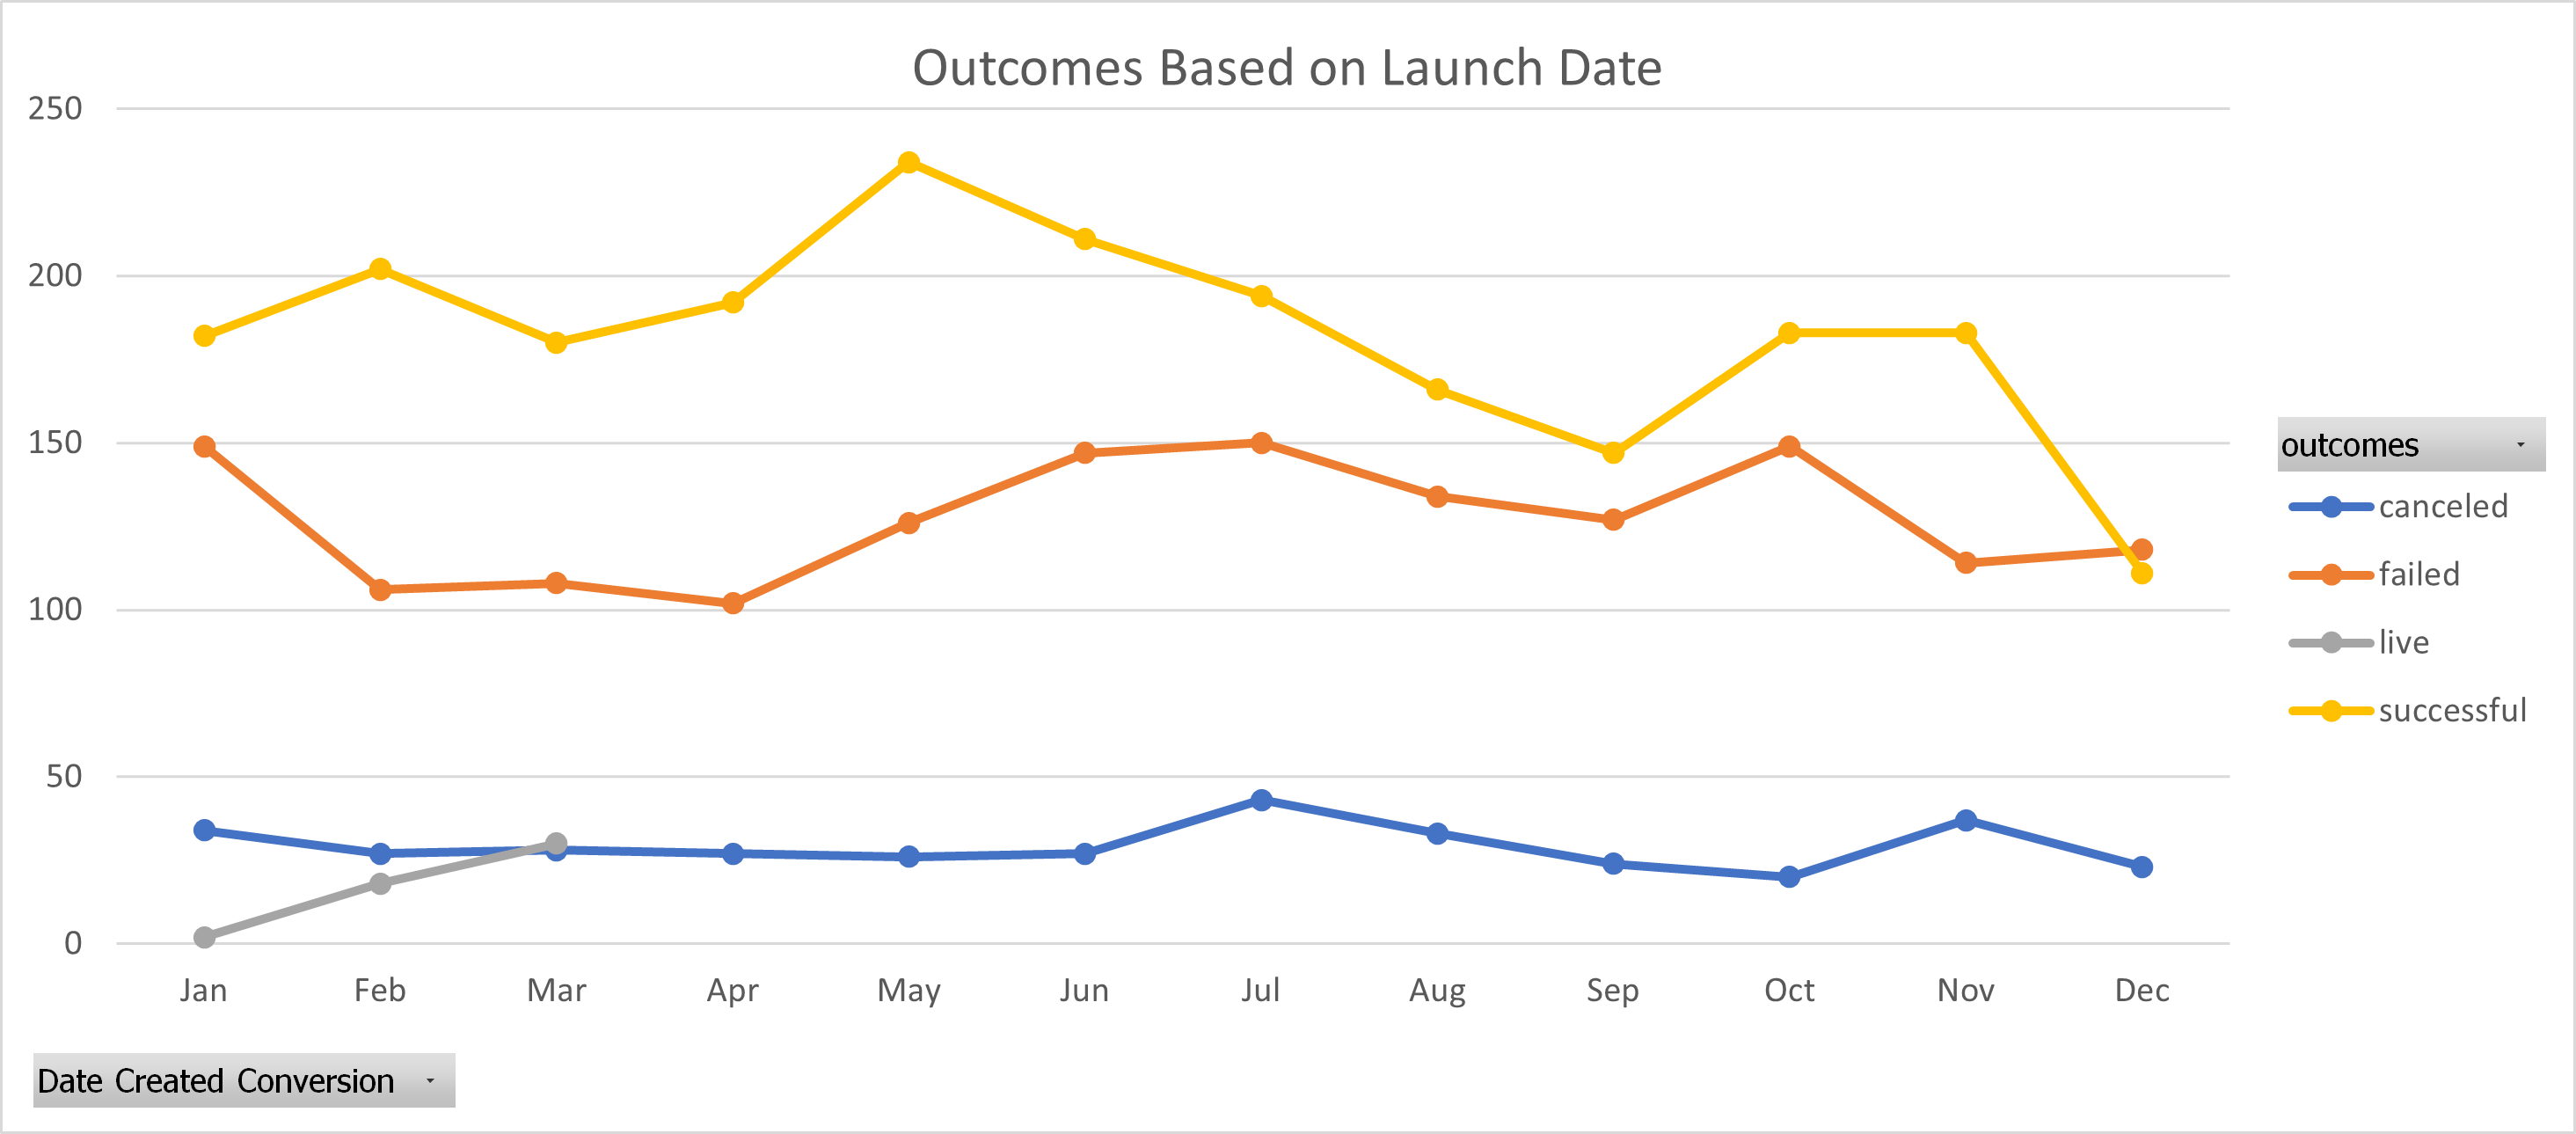 Outcomes Based on Launch Date
250
200
150
100
50
0
Jan Feb Mar Apr May Jun Jul Aug Sep Oct Nov Dec
outcomes
canceled
failed
live
successful
Date Created Conversion